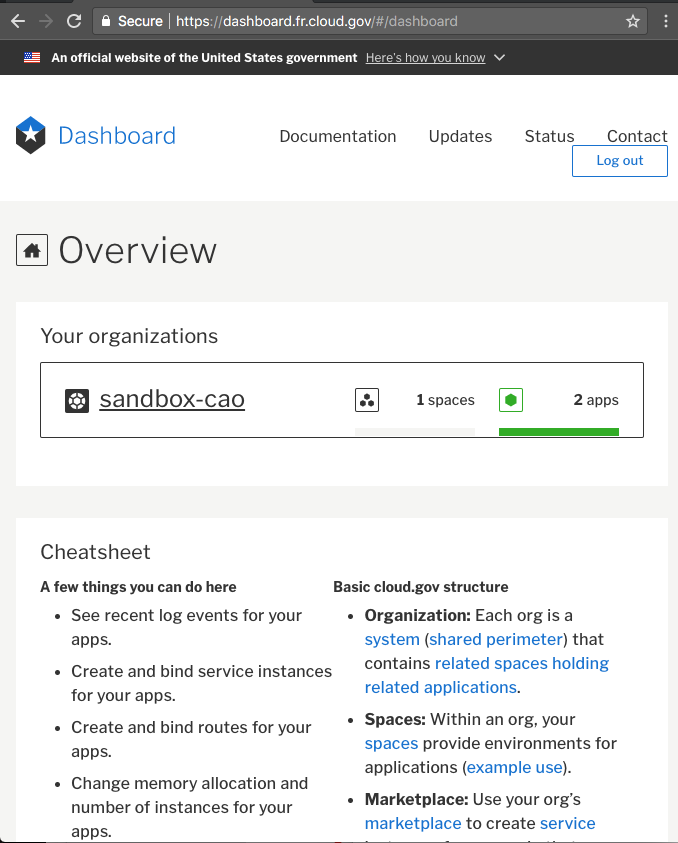 Secure | https://dashboard.fr.cloud.gov/#/dashboard
An official website of the United States government Here's how you know
Dashboard
Documentation Updates Status Contact
Log out
Overview
Your organizations
sandbox-cao 1 spaces 2 apps
Cheatsheet
A few things you can do here
See recent log events for your
apps.
Create and bind service instances
for your apps.
Create and bind routes for your
apps.
Change memory allocation and
number of instances for your
apps.
Basic cloud.gov structure
Organization: Each org is a
system (shared perimeter) that
contains related spaces holding
related applications.
Spaces: Within an org, your
spaces provide environments for
applications (example use).
Marketplace: Use your org's
marketplace to create service